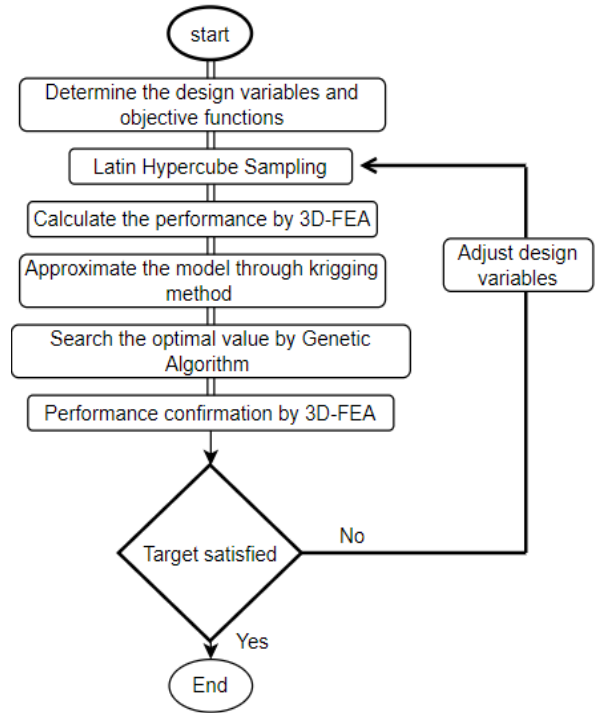 start
Determine the design variables and
objective functions
Latin Hypercube Sampling
Calculate the performance by 3D-FEA
Approximate the model through krigging
method
Search the optimal value by Genetic
Algorithm
Performance confirmation by 3D-FEA
Target satisfied
No
Adjust design
variables
Yes
End